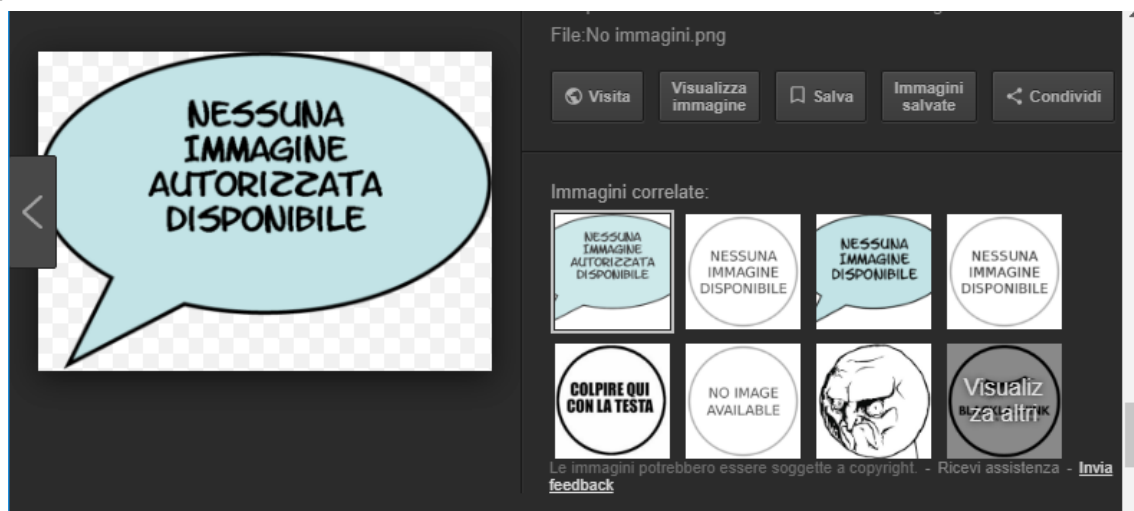 NESSUNA
IMMAGINE
AUTORIZZATA
DISPONIBILE
File:No immagini.png
Visita
Visualizza
immagine
Salva
Immagini
salvate
Condividi
Immagini correlate:
NESSUNA
IMMAGINE
AUTORIZZATA
DISPONIBILE
NESSUNA
IMMAGINE
DISPONIBILE
NESSUNA
IMMAGINE
DISPONIBILE
NESSUNA
IMMAGINE
DISPONIBILE
COLPIRE QUI
CON LA TESTA
NO IMAGE
AVAILABLE
Visualiz
za altri
Le immagini potrebbero essere soggette a copyright. - Ricevi assistenza - Invia
feedback